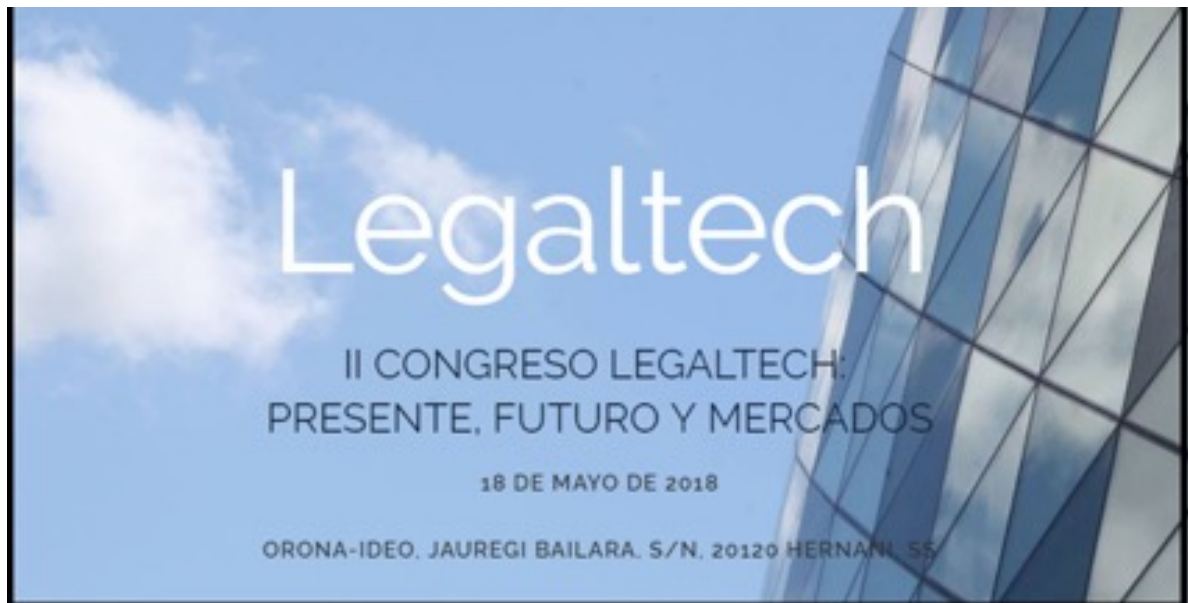 Legaltech
II CONGRESO LEGALTECH:
PRESENTE, FUTURO Y MERCADOS
18 DE MAYO DE 2018
ORONA-IDEO, JAUREGI BAILARA, S/N, 20120 HERNANI, SS